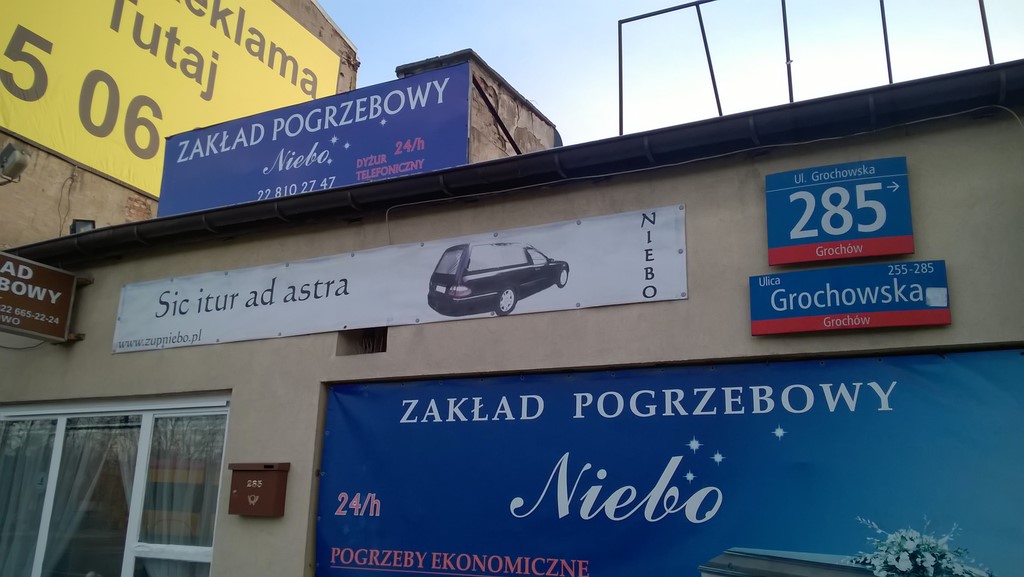 Reklama
Tutaj
5 06
ZAKŁAD POGRZEBOWY
Niebo
24/h
DYŻUR
TELEFONICZNY
22 810 27 47
Ul. Grochowska
285
Grochów
Ulica
255-285
Grochowska
Grochów
Sic itur ad astra
www.zupniebo.pl
NIEBO
22 665-22-24
285
ZAKŁAD POGRZEBOWY
Niebo
24/h
POGRZEBY EKONOMICZNE